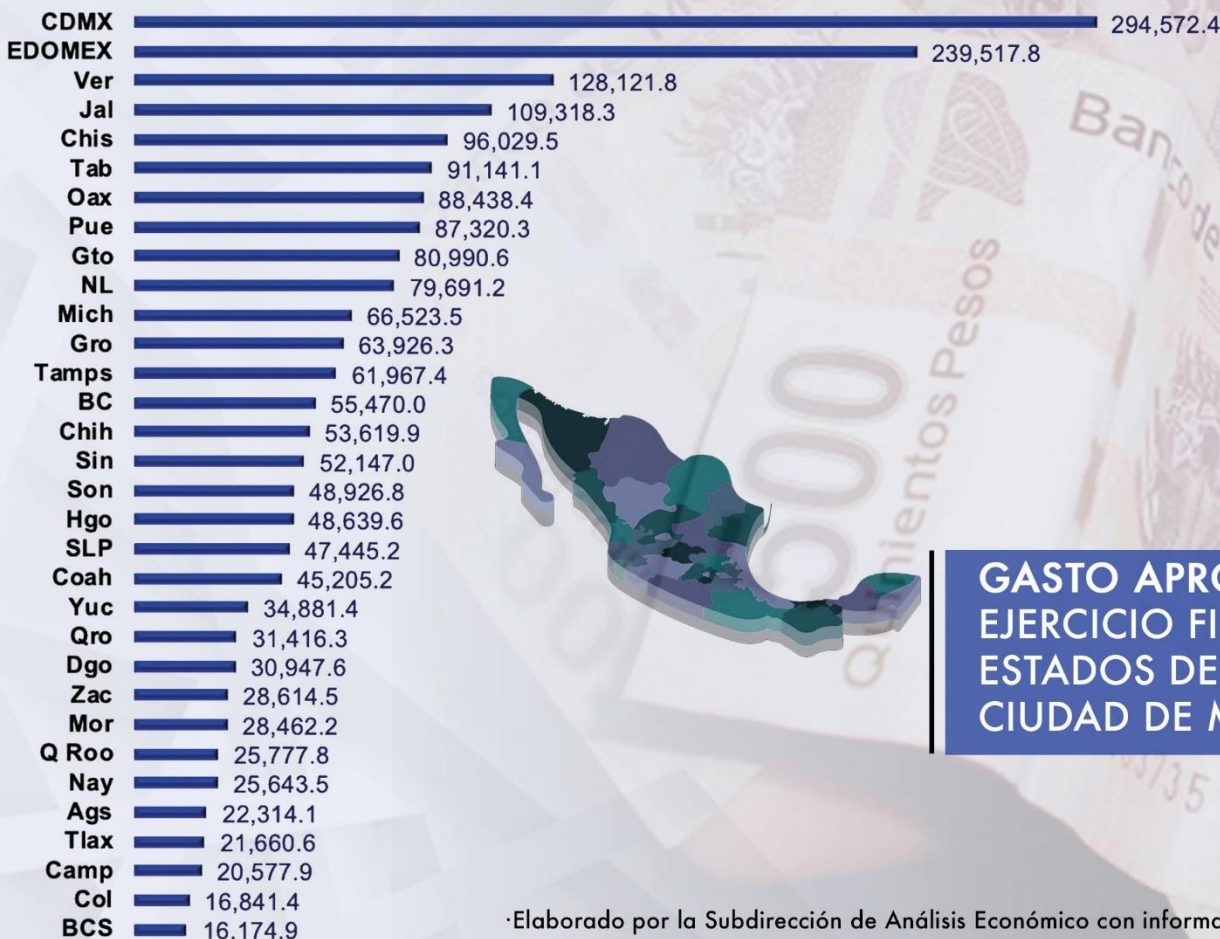 CDMX 294,572.4
EDOMEX 239,517.8
Ver 128,121.8
Jal 109,318.3
Chis 96,029.5
Tab 91,141.1
Oax 88,438.4
Pue 87,320.3
Gto 80,990.6
NL 79,691.2
Mich 66,523.5
Gro 63,926.3
Tamps 61,967.4
BC 55,470.0
Chih 53,619.9
Sin 52,147.0
Son 48,926.8
Hgo 48,639.6
SLP 47,445.2
Coah 45,205.2
Yuc 34,881.4
Qro 31,416.3
Dgo 30,947.6
Zac 28,614.5
Mor 28,462.2
Q Roo 25,777.8
Nay 25,643.5
Ags 22,314.1
Tlax 21,660.6
Camp 20,577.9
Col 16,841.4
BCS 16,174.9
Banco de
Quinientos Pesos
GASTO APRO
EJERCICIO FI
ESTADOS DE
CIUDAD DE M
·Elaborado por la Subdirección de Análisis Económico con informa